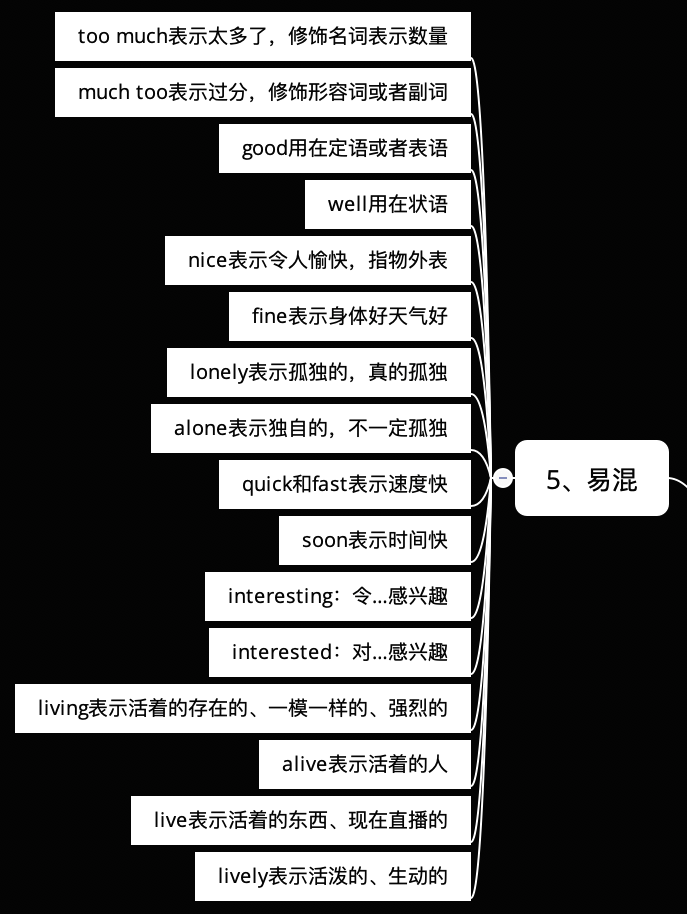 too much表示太多了，修饰名词表示数量
much too表示过分，修饰形容词或者副词
good用在定语或者表语
well用在状语
nice表示令人愉快，指物外表
fine表示身体好天气好
lonely表示孤独的，真的孤独
alone表示独自的，不一定孤独
quick和fast表示速度快
soon表示时间快
interesting：令...感兴趣
interested：对...感兴趣
living表示活着的存在的、一模一样的、强烈的
alive表示活着的人
live表示活着的东西、现在直播的
lively表示活泼的、生动的
5、易混